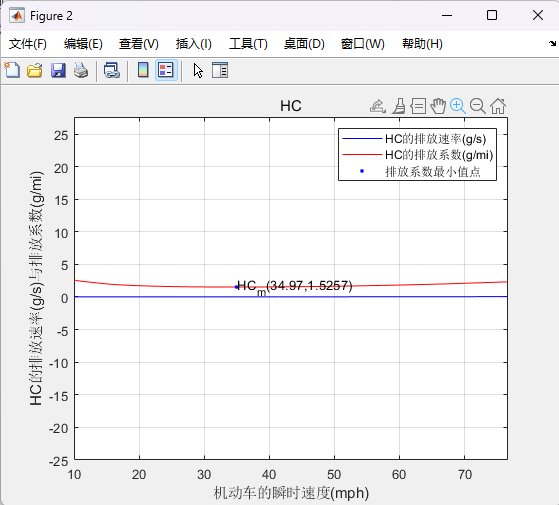 Figure 2
文件(F) 编辑(E) 查看(V) 插入(I) 工具(T) 桌面(D) 窗口(W) 帮助(H)
HC
HC的排放速率(g/s)
HC的排放系数(g/mi)
排放系数最小值点
HC的排放速率(g/s)与排放系数(g/mi)
25
20
15
10
5
0
-5
-10
-15
-20
-25
HCm(34.97,1.5257)
10 20 30 40 50 60 70
机动车的瞬时速度(mph)